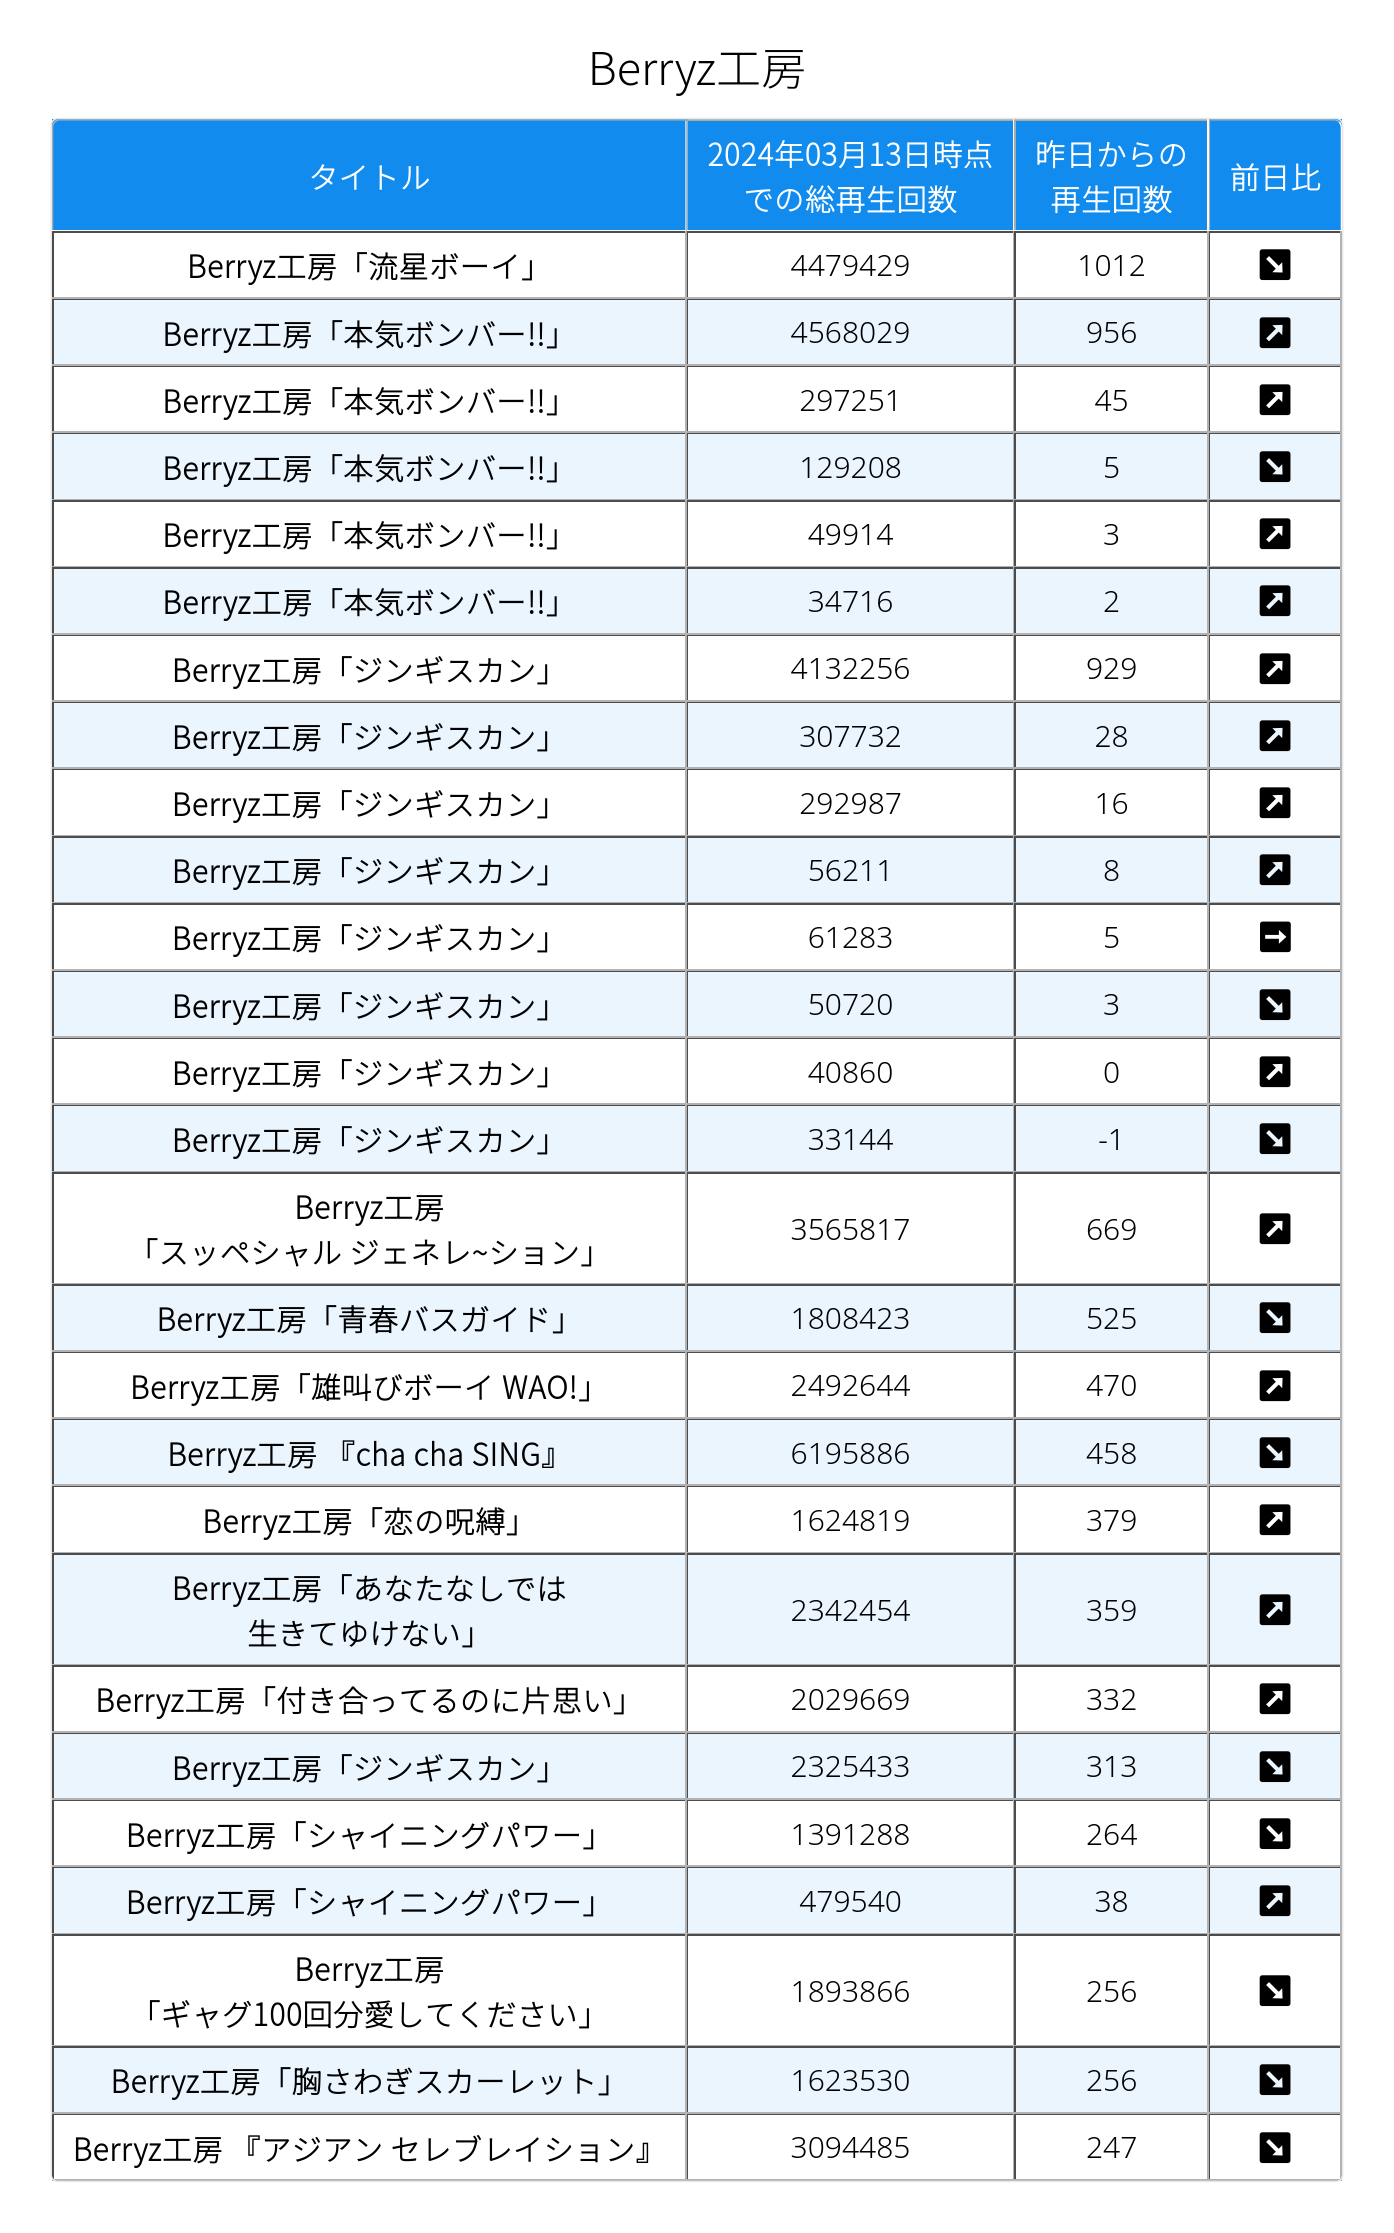 Berryz工房
タイトル
2024年03月13日時点
での総再生回数
昨日からの
再生回数
前日比
Berryz工房「流星ボーイ」 4479429 1012 ↘
Berryz工房「本気ボンバー!!」 4568029 956 ↗
Berryz工房「本気ボンバー!!」 297251 45 ↗
Berryz工房「本気ボンバー!!」 129208 5 ↘
Berryz工房「本気ボンバー!!」 49914 3 ↗
Berryz工房「本気ボンバー!!」 34716 2 ↗
Berryz工房「ジンギスカン」 4132256 929 ↗
Berryz工房「ジンギスカン」 307732 28 ↗
Berryz工房「ジンギスカン」 292987 16 ↗
Berryz工房「ジンギスカン」 56211 8 ↗
Berryz工房「ジンギスカン」 61283 5 →
Berryz工房「ジンギスカン」 50720 3 ↘
Berryz工房「ジンギスカン」 40860 0 ↗
Berryz工房「ジンギスカン」 33144 -1 ↘
Berryz工房
「スッペシャル ジェネレ~ション」 3565817 669 ↗
Berryz工房「青春バスガイド」 1808423 525 ↘
Berryz工房「雄叫びボーイ WAO!」 2492644 470 ↗
Berryz工房 『cha cha SING』 6195886 458 ↘
Berryz工房「恋の呪縛」 1624819 379 ↗
Berryz工房「あなたなしでは
生きてゆけない」 2342454 359 ↗
Berryz工房「付き合ってるのに片思い」 2029669 332 ↗
Berryz工房「ジンギスカン」 2325433 313 ↘
Berryz工房「シャイニングパワー」 1391288 264 ↘
Berryz工房「シャイニングパワー」 479540 38 ↗
Berryz工房
「ギャグ100回分愛してください」 1893866 256 ↘
Berryz工房「胸さわぎスカーレット」 1623530 256 ↘
Berryz工房 『アジアン セレブレイション』 3094485 247 ↘